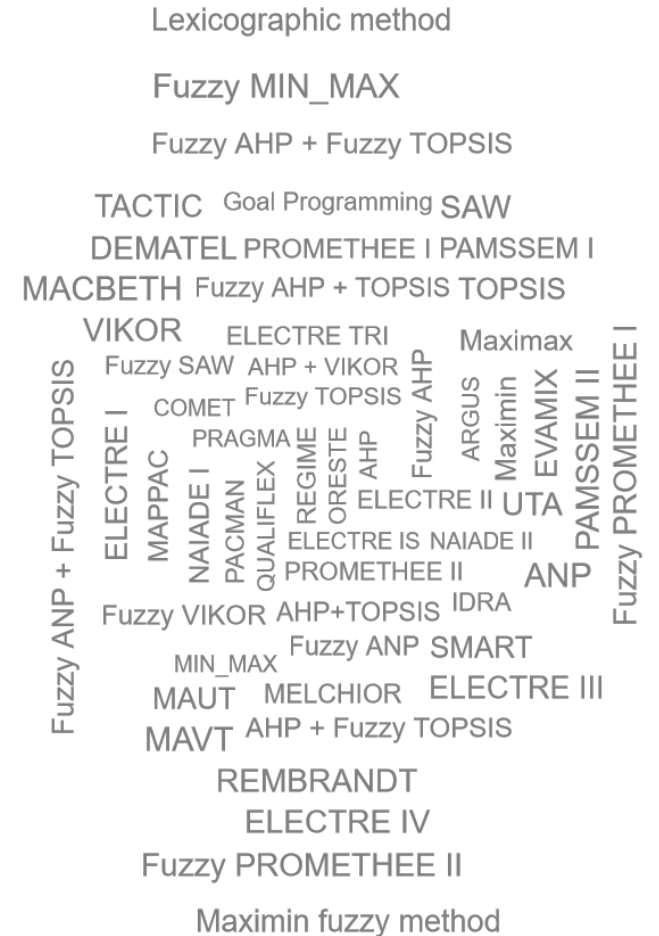 Lexicographic method
Fuzzy MIN_MAX
Fuzzy AHP + Fuzzy TOPSIS
TACTIC Goal Programming SAW
DEMATEL PROMETHEE I PAMSSEM I
MACBETH Fuzzy AHP + TOPSIS TOPSIS
VIKOR ELECTRE TRI Maximax
Fuzzy SAW AHP + VIKOR
COMET Fuzzy TOPSIS
PRAGMA
Fuzzy ANP + Fuzzy TOPSIS
ELECTRE I
MAPPAC
NAIADE I
PACMAN
QUALIFLEX
REGIME
ORESTE
AHP
Fuzzy AHP
ARGUS
Maximin
EVAMIX
PAMSSEM II
Fuzzy PROMETHEE I
ELECTRE II UTA
ELECTRE IS NAIADE II
PROMETHEE II ANP
Fuzzy VIKOR AHP+TOPSIS IDRA
Fuzzy ANP SMART
MIN_MAX
MAUT MELCHIOR ELECTRE III
MAVT AHP + Fuzzy TOPSIS
REMBRANDT
ELECTRE IV
Fuzzy PROMETHEE II
Maximin fuzzy method